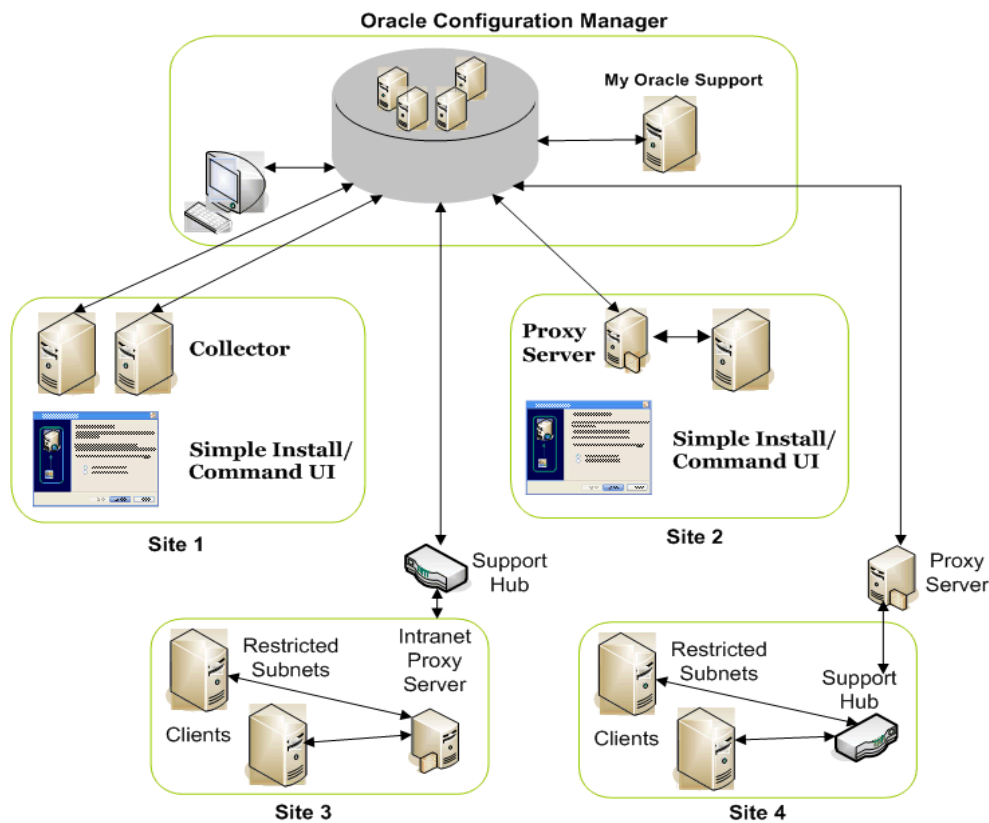 Oracle Configuration Manager
My Oracle Support
Collector
Simple Install/
Command UI
Site 1
Proxy
Server
Simple Install/
Command UI
Site 2
Support
Hub
Proxy
Server
Restricted
Subnets
Intranet
Proxy
Server
Clients
Site 3
Restricted
Subnets
Support
Hub
Clients
Site 4